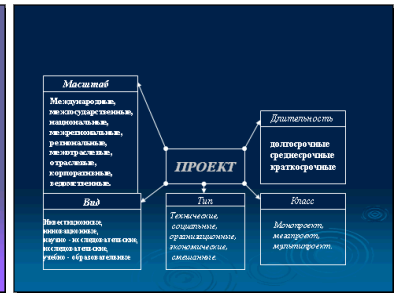 Масштаб
Международные,
межгосударственные,
национальные,
межрегиональные,
региональные,
межотраслевые,
отраслевые,
корпоративные,
ведомственные.
Длительность
долгосрочные
среднесрочные
краткосрочные
ПРОЕКТ
Вид
Инвестиционные,
инновационные,
научно - исследовательские,
исследовательские,
учебно - образовательные
Тип
Технические,
социальные,
организационные,
экономические,
смешанные.
Класс
Монопроект,
мегапроект,
мультипроект.